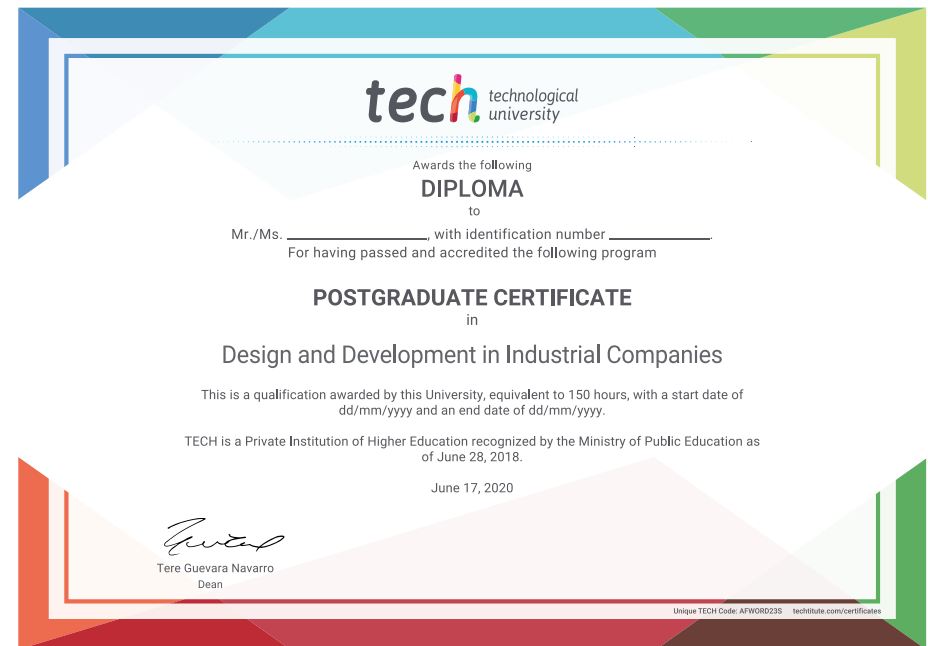 tech technological
university
Awards the following
DIPLOMA
to
Mr./Ms. ____________________, with identification number ______________.
For having passed and accredited the following program
POSTGRADUATE CERTIFICATE
in
Design and Development in Industrial Companies
This is a qualification awarded by this University, equivalent to 150 hours, with a start date of
dd/mm/yyyy and an end date of dd/mm/yyyy.
TECH is a Private Institution of Higher Education recognized by the Ministry of Public Education as
of June 28, 2018.
June 17, 2020
Tere Guevara Navarro
Dean
Unique TECH Code: AFWORD23S techtitute.com/certificates